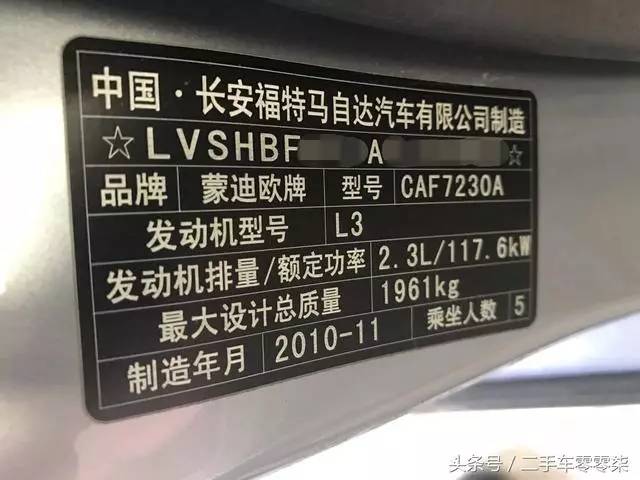 中国·长安福特马自达汽车有限公司制造
☆LVSHBF A ☆
品牌 蒙迪欧牌 型号 CAF7230A
发动机型号 L3
发动机排量/额定功率 2.3L/117.6kW
最大设计总质量 1961kg
制造年月 2010-11 乘坐人数 5
头条号/二手车零零柒